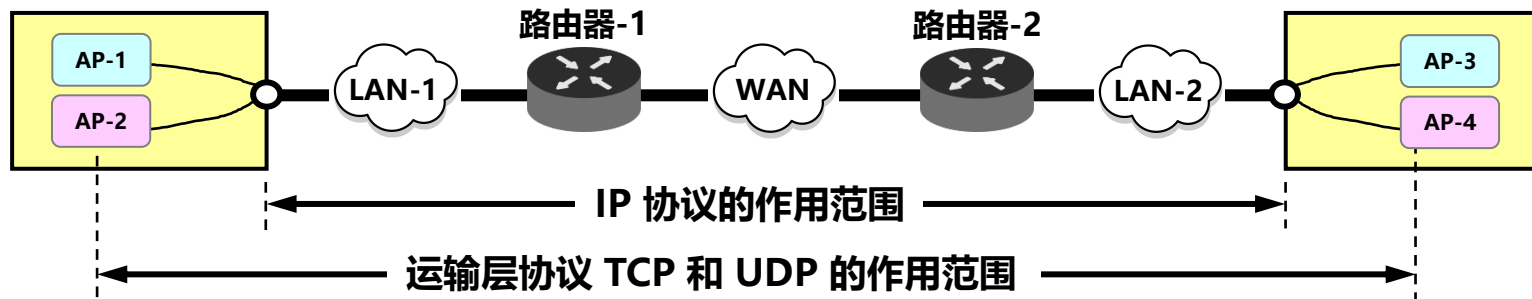 路由器-1
路由器-2
AP-1
AP-2
LAN-1
WAN
LAN-2
AP-3
AP-4
IP 协议的作用范围
运输层协议 TCP 和 UDP 的作用范围